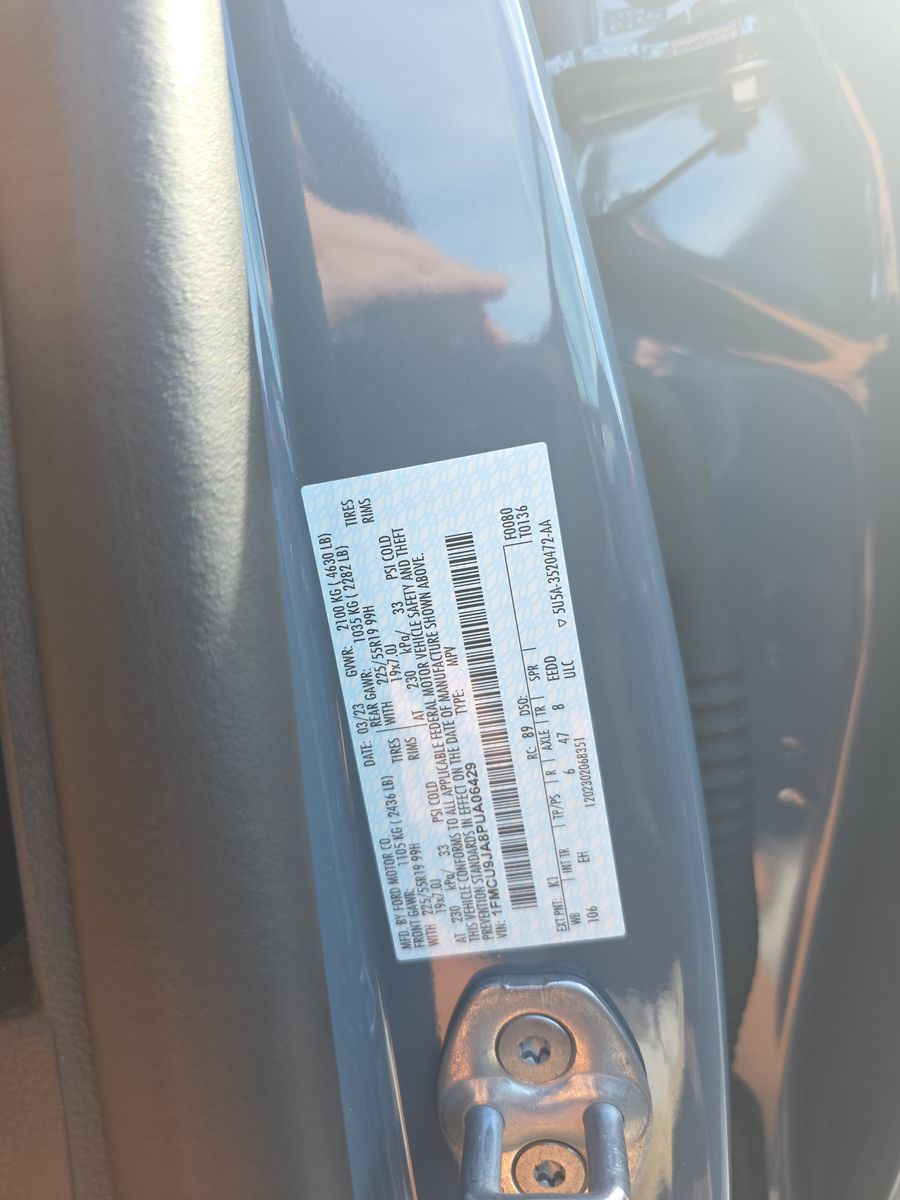 MFD. BY FORD MOTOR CO. DATE: 03/23 GVWR: 2100 KG ( 4630 LB)
FRONT GAWR: 1105 KG ( 2436 LB) REAR GAWR: 1035 KG ( 2282 LB)
WITH 225/55R19 99H TIRES WITH 225/55R19 99H TIRES
19x7.0J RIMS 19x7.0J RIMS
AT 230 kPa/ 33 PSI COLD AT 230 kPa/ 33 PSI COLD
THIS VEHICLE CONFORMS TO ALL APPLICABLE FEDERAL MOTOR VEHICLE SAFETY AND THEFT
PREVENTION STANDARDS IN EFFECT ON THE DATE OF MANUFACTURE SHOWN ABOVE.
VIN: 1FMCU9JA8PUA06429 TYPE: MPV
F0080
EXT PNT: K1 RC: 89 DSO: T0136
WB INT TR TP/PS R AXLE TR SPR
106 EH 6 47 8 EEDD
ULC
1202302068351 ▽ 5U5A-3520472-AA